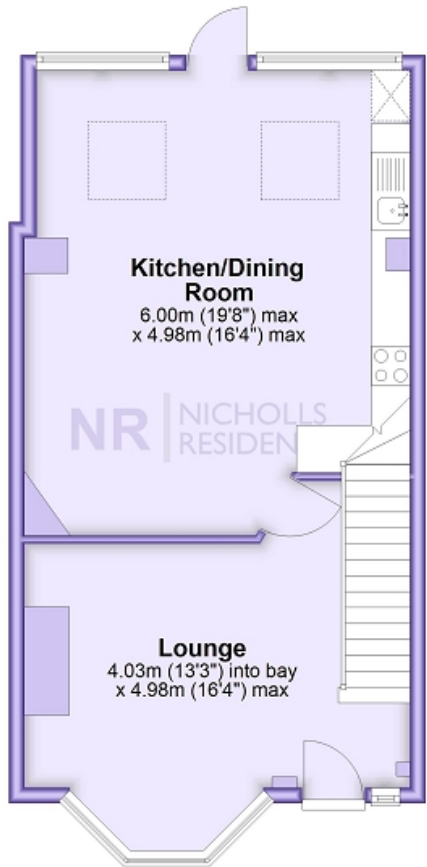 Kitchen/Dining
Room
6.00m (19'8") max
x 4.98m (16'4") max
NR
NICHOLLS
RESIDEN
Lounge
4.03m (13'3") into bay
x 4.98m (16'4") max